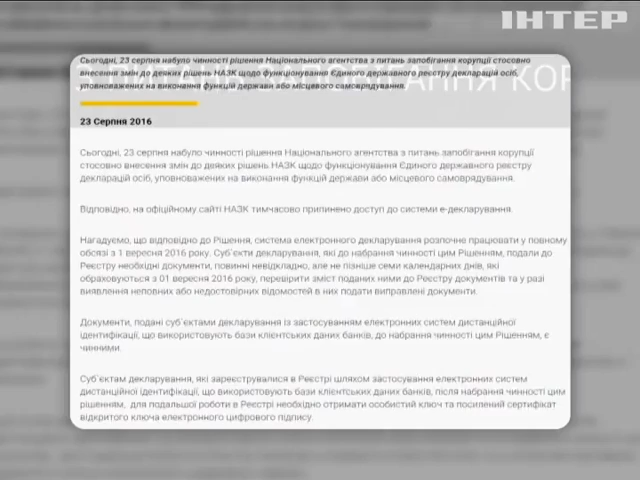 ІНТЕР
Сьогодні, 23 серпня набуло чинності рішення Національного агентства з питань запобігання корупції стосовно
внесення змін до деяких рішень НАЗК щодо функціонування Єдиного державного реєстру декларацій осіб,
уповноважених на виконання функцій держави або місцевого самоврядування.
З ПИТАНЬ ЗАПОБІГАННЯ КОР
23 Серпня 2016
Сьогодні, 23 серпня набуло чинності рішення Національного агентства з питань запобігання корупції
стосовно внесення змін до деяких рішень НАЗК щодо функціонування Єдиного державного реєстру
декларацій осіб, уповноважених на виконання функцій держави або місцевого самоврядування.
Відповідно, на офіційному сайті НАЗК тимчасово припинено доступ до системи е-декларування.
Нагадуємо, що відповідно до Рішення, система електронного декларування розпочне працювати у повному
обсязі з 1 вересня 2016 року. Суб`єкти декларування, які до набрання чинності цим Рішенням, подали до
Реєстру необхідні документи, повинні невідкладно, але не пізніше семи календарних днів, які
обраховуються з 01 вересня 2016 року, перевірити зміст поданих ними до Реєстру документів та у разі
виявлення неповних або недостовірних відомостей в них подати виправлені документи.
Документи, подані суб`єктами декларування із застосуванням електронних систем дистанційної
ідентифікації, що використовують бази клієнтських даних банків, до набрання чинності цим Рішенням, є
чинними.
Суб`єктам декларування, які зареєструвалися в Реєстрі шляхом застосування електронних систем
дистанційної ідентифікації, що використовують бази клієнтських даних банків, після набрання чинності цим
рішенням, для подальшої роботи в Реєстрі необхідно отримати особистий ключ та посилений сертифікат
відкритого ключа електронного цифрового підпису.